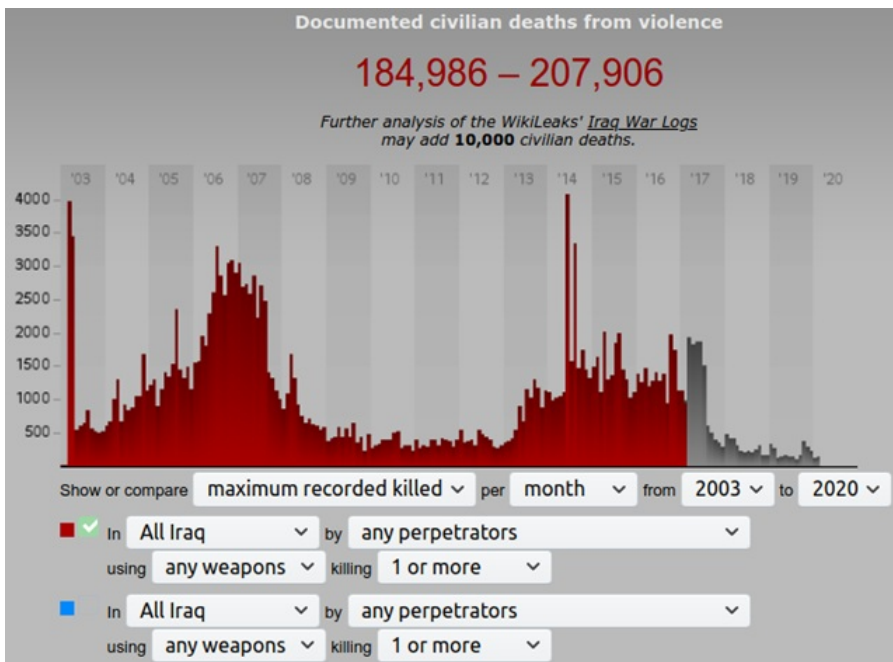 Documented civilian deaths from violence
184,986 – 207,906
Further analysis of the WikiLeaks' Iraq War Logs
may add 10,000 civilian deaths.
'03 '04 '05 '06 '07 '08 '09 '10 '11 '12 '13 '14 '15 '16 '17 '18 '19 '20
4000
3500
3000
2500
2000
1500
1000
500
Show or compare maximum recorded killed per month from 2003 to 2020
In All Iraq by any perpetrators
using any weapons killing 1 or more
In All Iraq by any perpetrators
using any weapons killing 1 or more